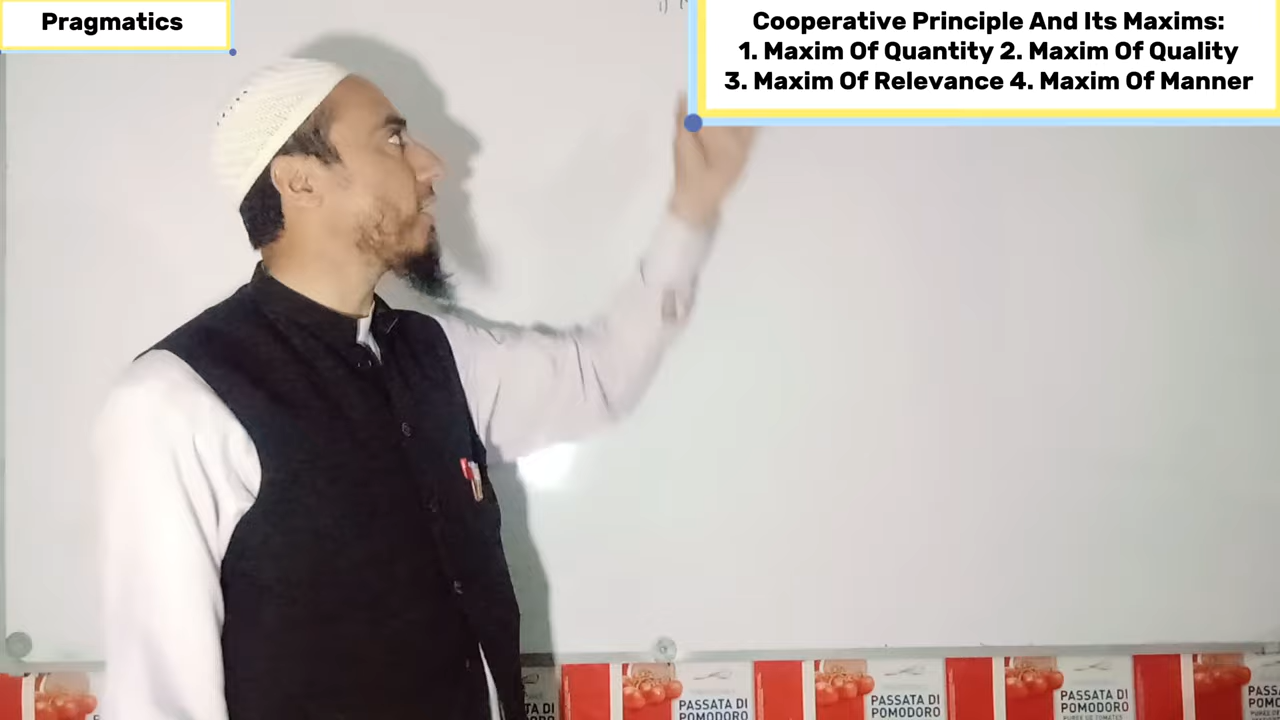 Pragmatics
Cooperative Principle And Its Maxims:
1. Maxim Of Quantity 2. Maxim Of Quality
3. Maxim Of Relevance 4. Maxim Of Manner
PASSATA DI
POMODORO
PASSATA DI
POMODORO
PASSATA DI
POMODORO
PASSATA DI
POMODORO